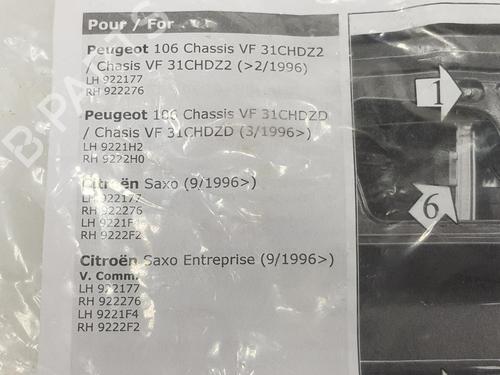 Pour / For
Peugeot 106 Chassis VF 31CHDZ2
/ Chasis VF 31CHDZ2 (>2/1996)
LH 922177
RH 922276
Peugeot 106 Chassis VF 31CHDZD
/ Chasis VF 31CHDZD (3/1996>)
LH 9221H2
RH 9222H0
Citroën Saxo (9/1996>)
LH 922177
RH 922276
LH 9221F4
RH 9222F2
Citroën Saxo Entreprise (9/1996>)
V. Comm.
LH 922177
RH 922276
LH 9221F4
RH 9222F2
1
6